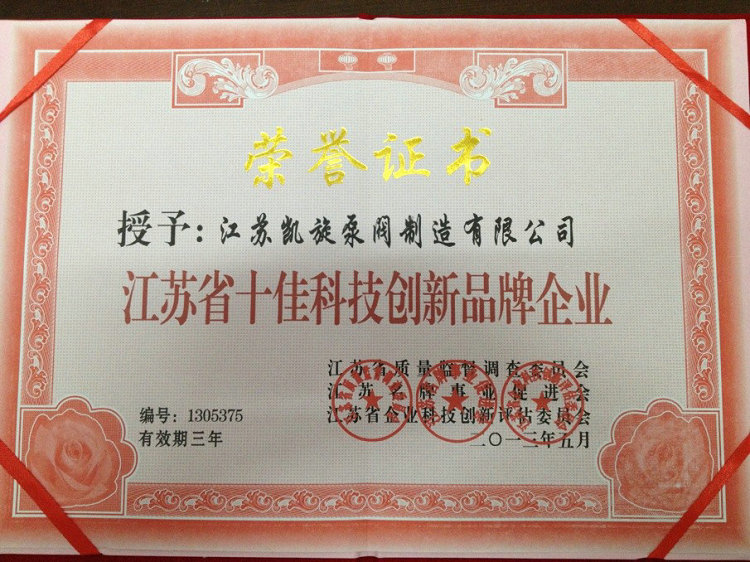 荣誉证书
授予：江苏凯旋泵阀制造有限公司
江苏省十佳科技创新品牌企业
江苏省质量监督调查委员会
江苏名牌事业促进会
编号：1305375
江苏省企业科技创新评估委员会
有效期三年
二〇一三年五月